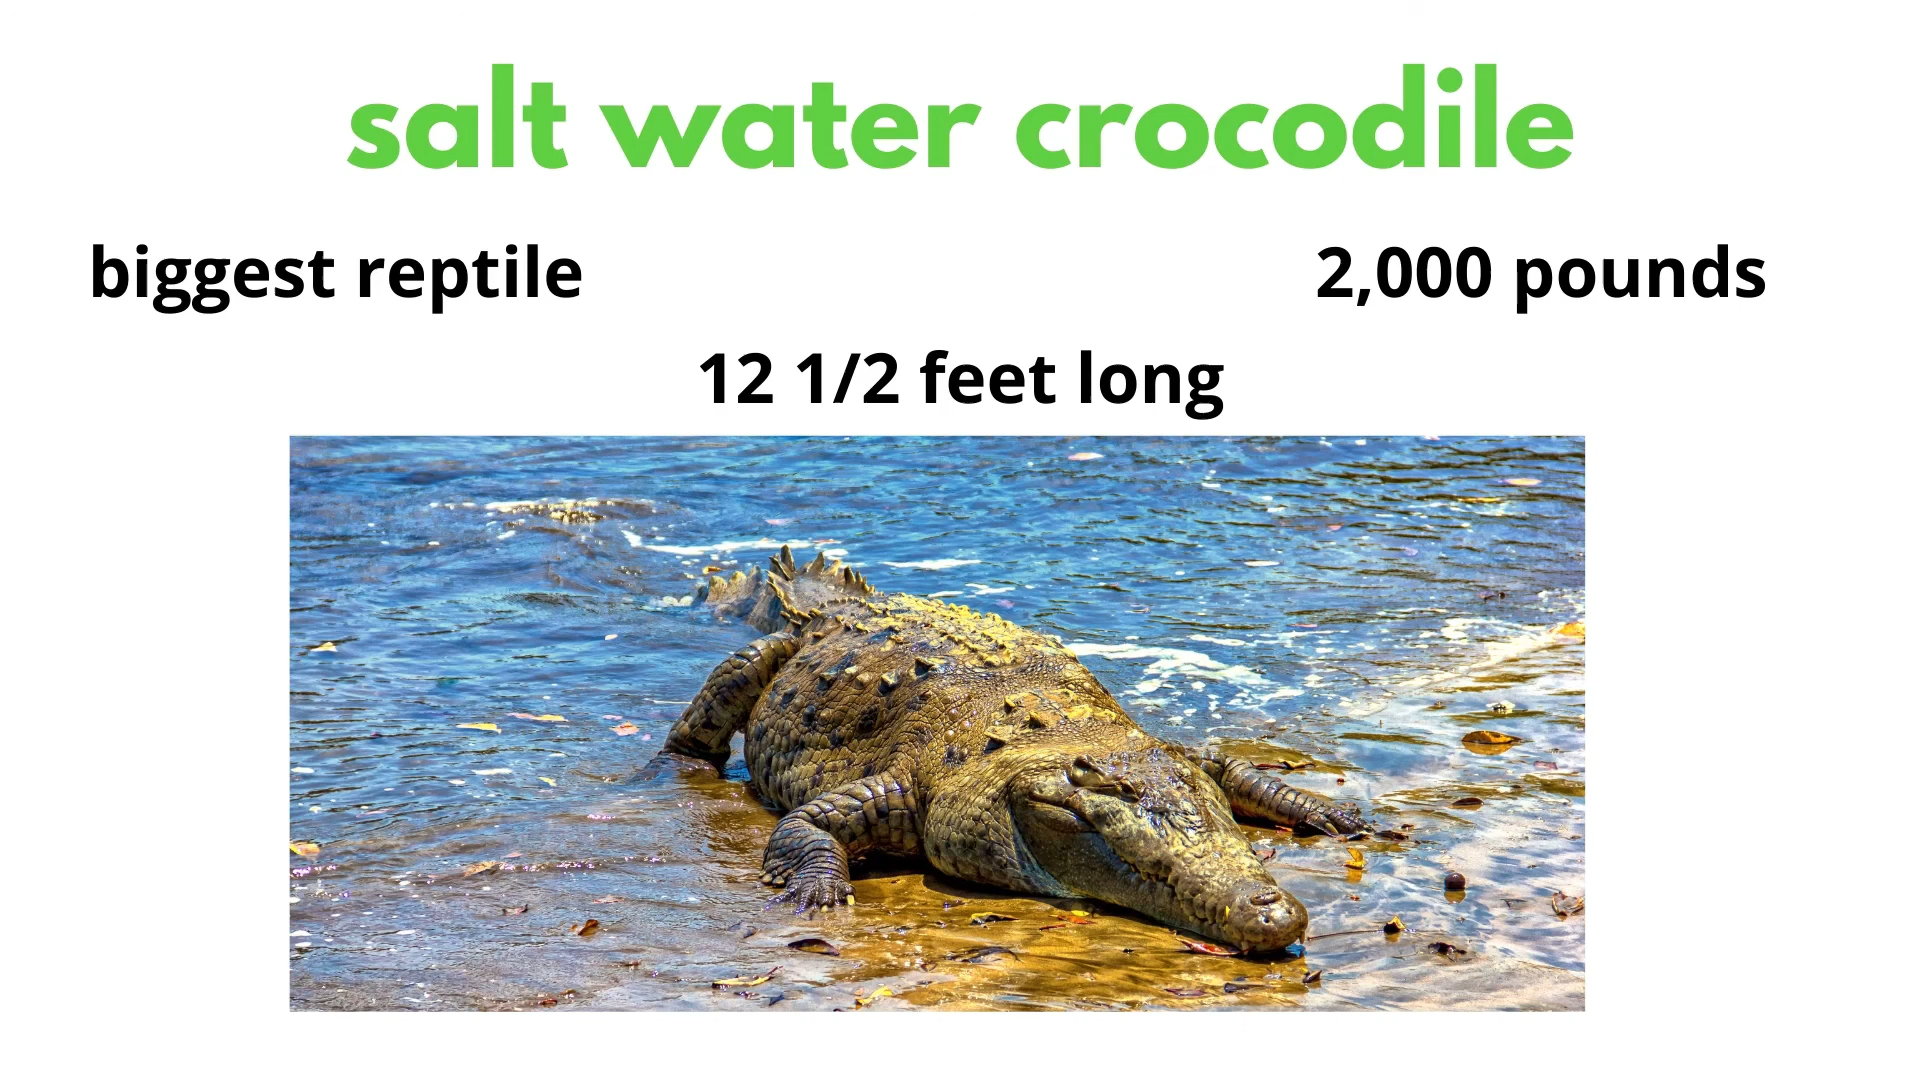 salt water crocodile
biggest reptile
2,000 pounds
12 1/2 feet long